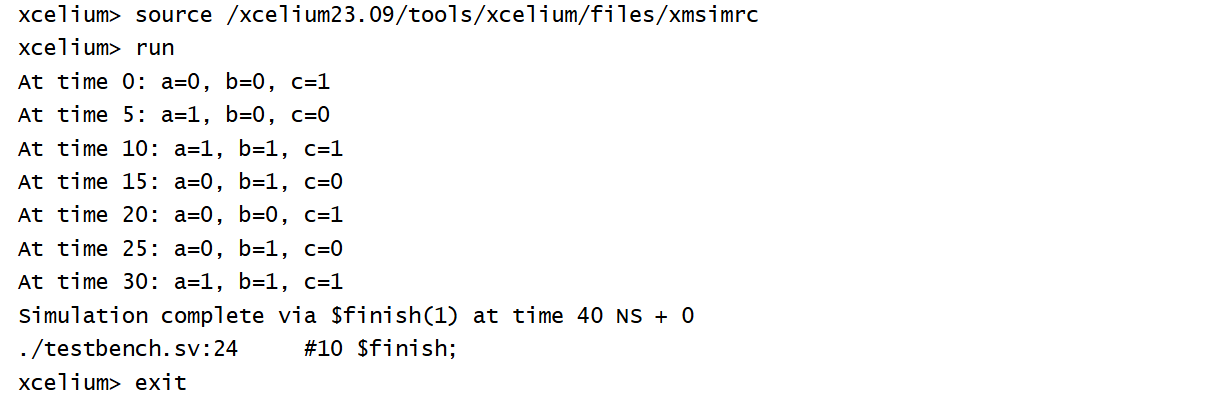 xcelium> source /xcelium23.09/tools/xcelium/files/xmsimrc
xcelium> run
At time 0: a=0, b=0, c=1
At time 5: a=1, b=0, c=0
At time 10: a=1, b=1, c=1
At time 15: a=0, b=1, c=0
At time 20: a=0, b=0, c=1
At time 25: a=0, b=1, c=0
At time 30: a=1, b=1, c=1
Simulation complete via $finish(1) at time 40 NS + 0
./testbench.sv:24     #10 $finish;
xcelium> exit